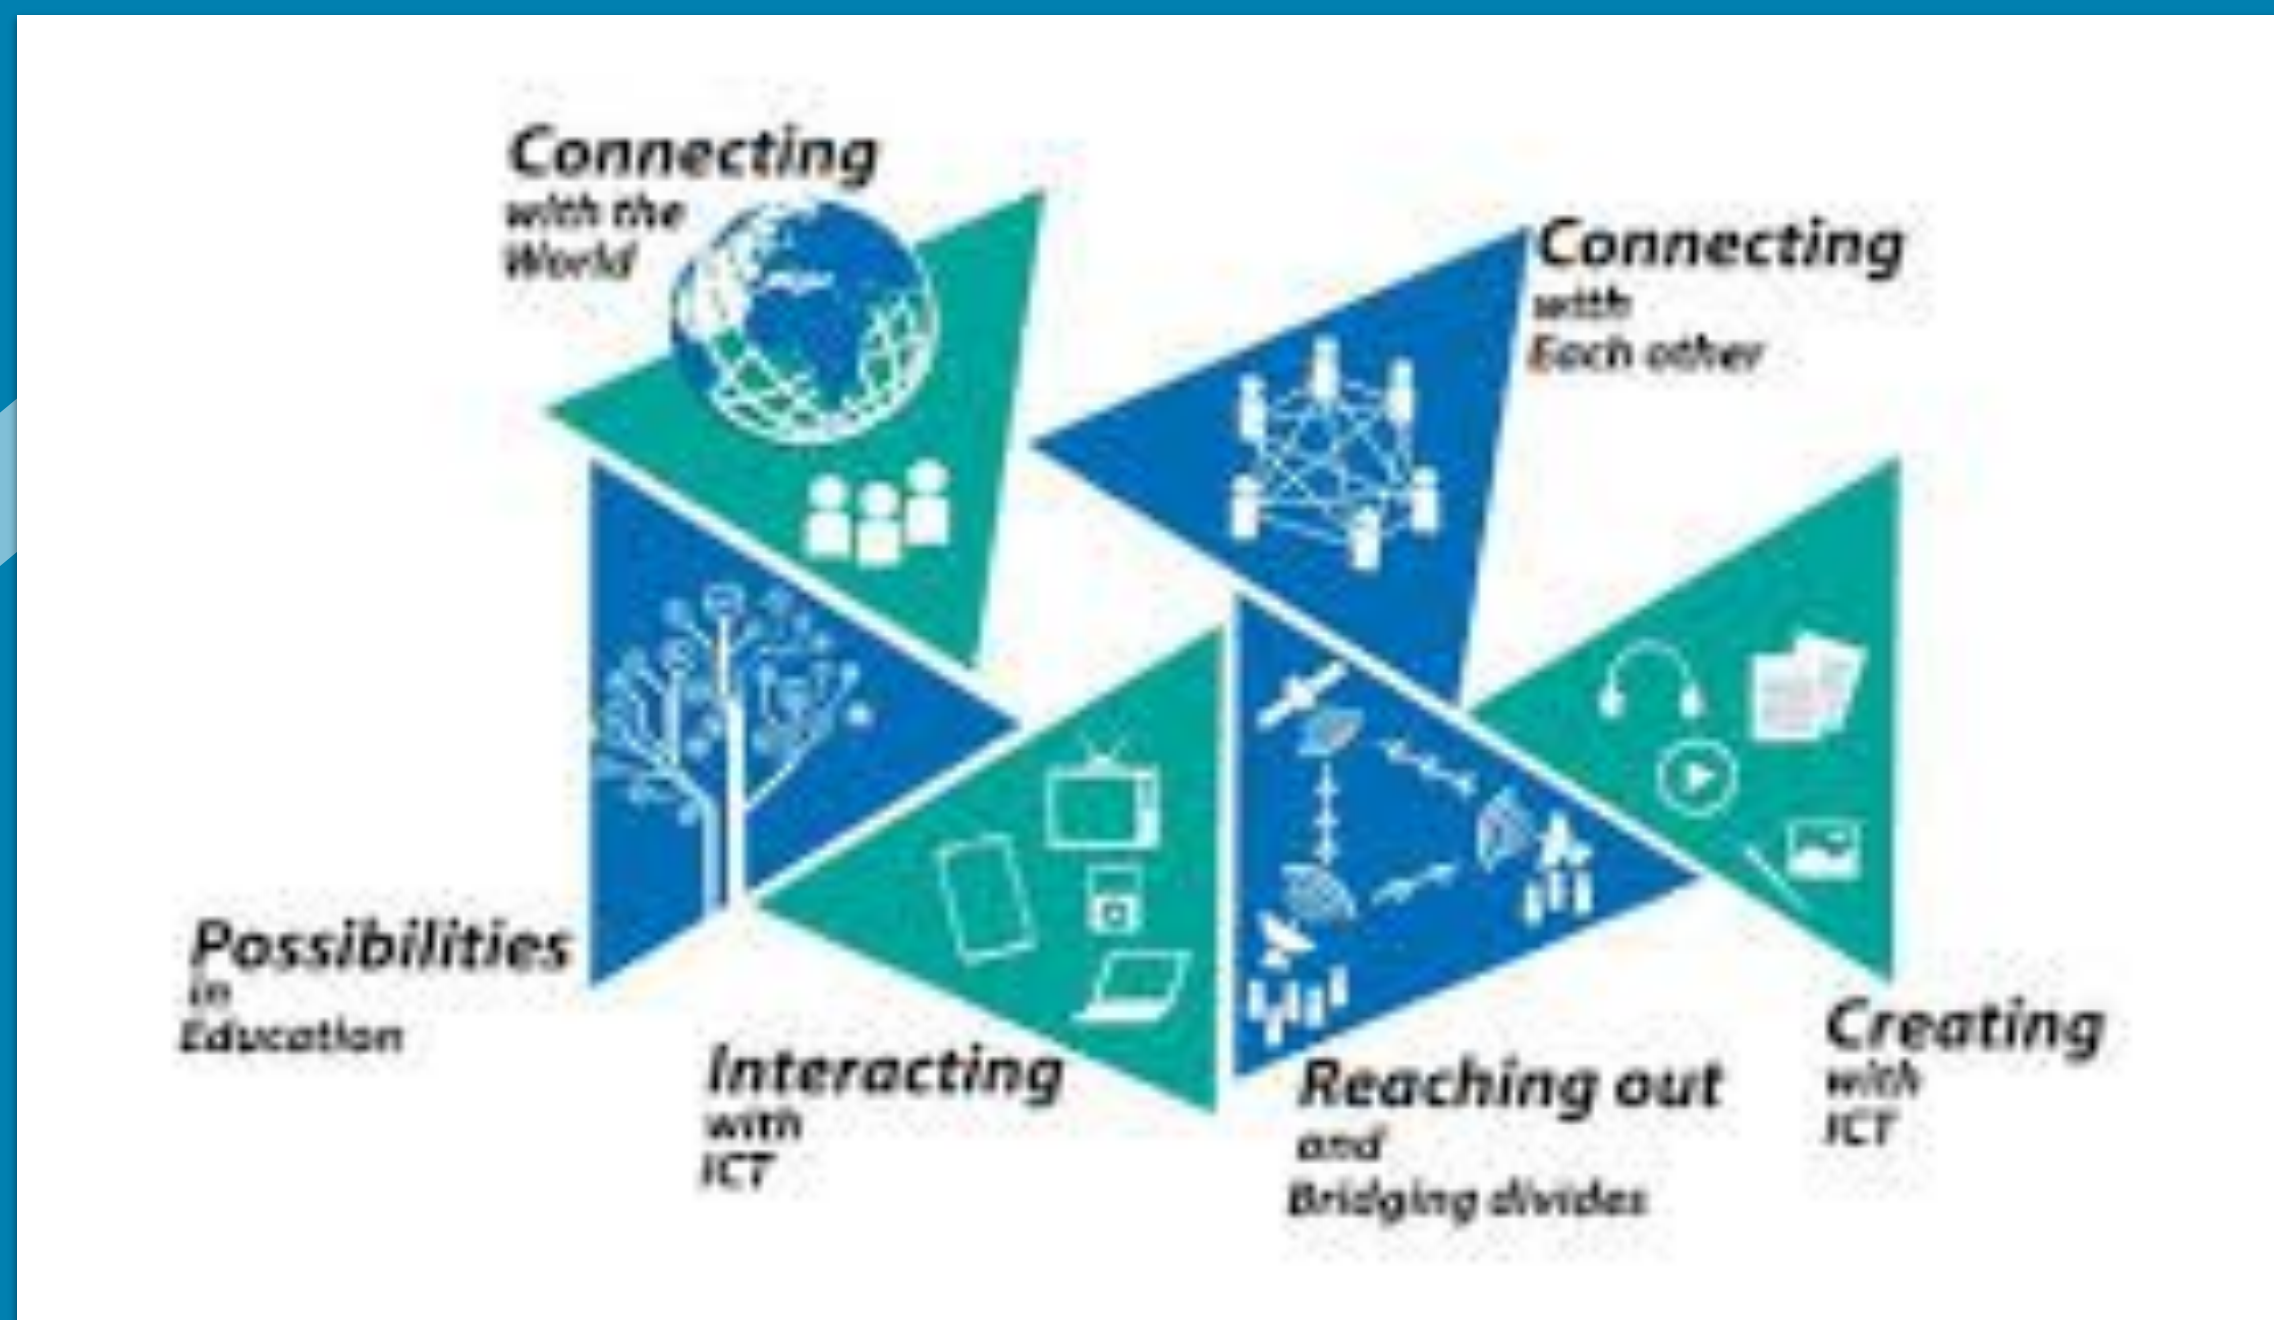 Connecting
with the
World
Connecting
with
Each other
Possibilities
in
Education
Interacting
with
ICT
Reaching out
and
Bridging divides
Creating
with
ICT